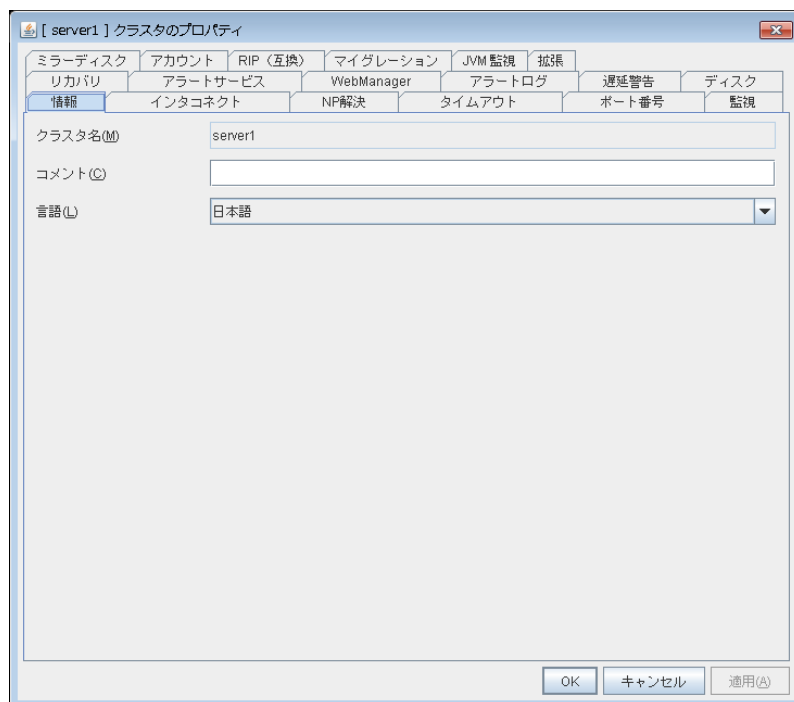 [ server1 ] クラスタのプロパティ
ミラーディスク アカウント RIP（互換） マイグレーション JVM 監視 拡張
リカバリ アラートサービス WebManager アラートログ 遅延警告 ディスク
情報 インタコネクト NP解決 タイムアウト ポート番号 監視
クラスタ名(M) server1
コメント(C)
言語(L) 日本語
OK キャンセル 適用(A)